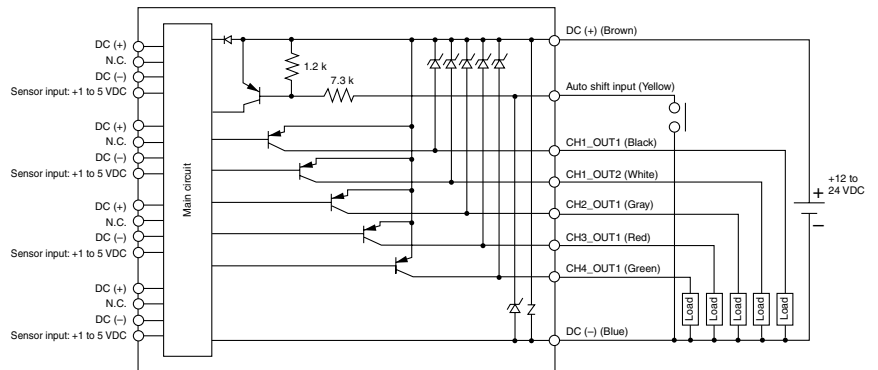 DC (+)
N.C.
DC (–)
Sensor input: +1 to 5 VDC
DC (+)
N.C.
DC (–)
Sensor input: +1 to 5 VDC
DC (+)
N.C.
DC (–)
Sensor input: +1 to 5 VDC
DC (+)
N.C.
DC (–)
Sensor input: +1 to 5 VDC
Main circuit
1.2 k
7.3 k
DC (+) (Brown)
Auto shift input (Yellow)
CH1_OUT1 (Black)
CH1_OUT2 (White)
CH2_OUT1 (Gray)
CH3_OUT1 (Red)
CH4_OUT1 (Green)
DC (–) (Blue)
Load
Load
Load
Load
Load
+12 to
24 VDC
+
–